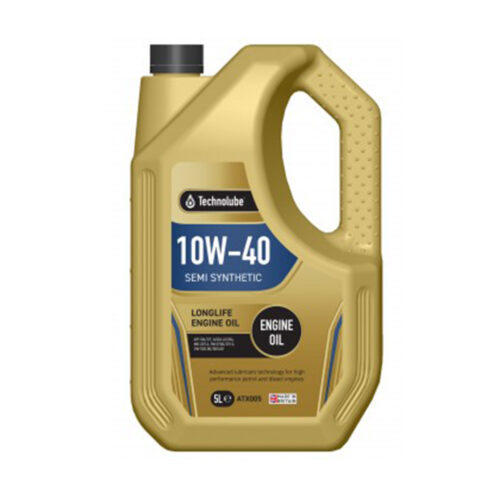 Technolube
10W-40
SEMI SYNTHETIC
LONGLIFE
ENGINE OIL
ENGINE
OIL
Advanced lubricant technology for high
performance petrol and diesel engines
5L e
ATX005
MADE IN
BRITAIN